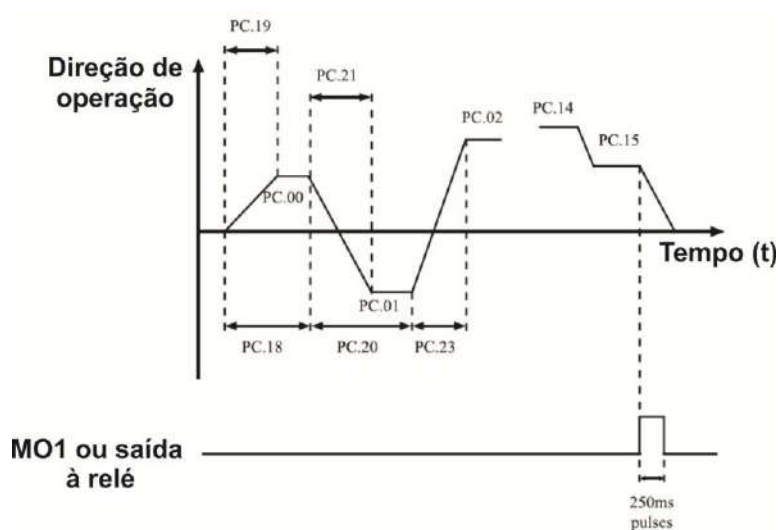 PC.19
Direção de
operação
PC.21
PC.02
PC.14
PC.15
PC.00
Tempo (t)
PC.01
PC.18
PC.20
PC.23
MO1 ou saída
à relé
250ms
pulses